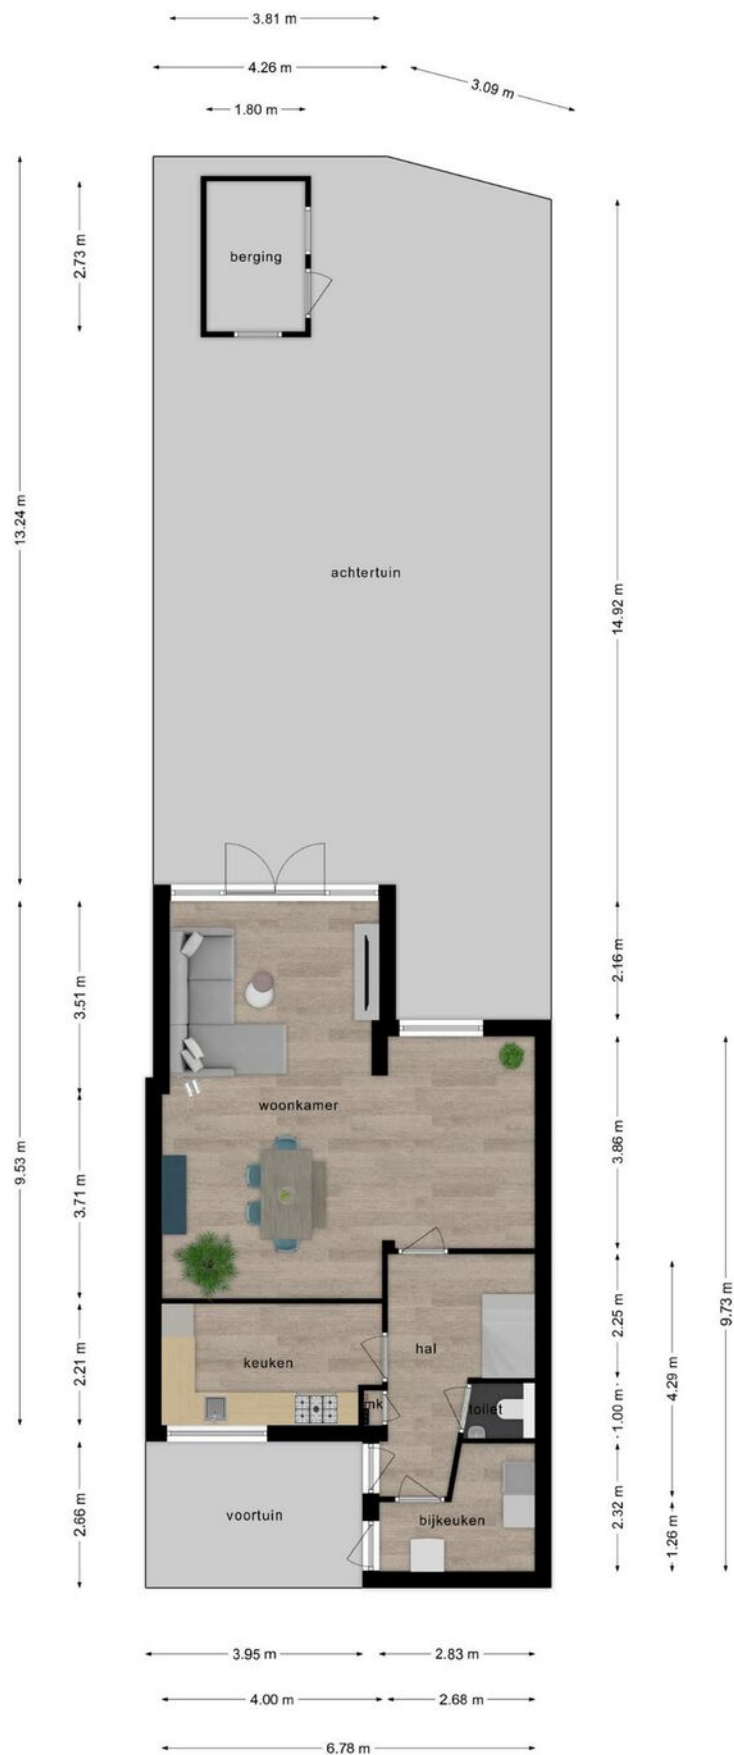 3.81 m
4.26 m
3.09 m
1.80 m
2.73 m
berging
13.24 m
achtertuin
14.92 m
3.51 m
2.16 m
woonkamer
9.53 m
3.71 m
3.86 m
9.73 m
2.21 m
keuken
hal
2.25 m
4.29 m
mk
toilet
1.00 m
2.66 m
voortuin
bijkeuken
2.32 m
1.26 m
3.95 m
2.83 m
4.00 m
2.68 m
6.78 m